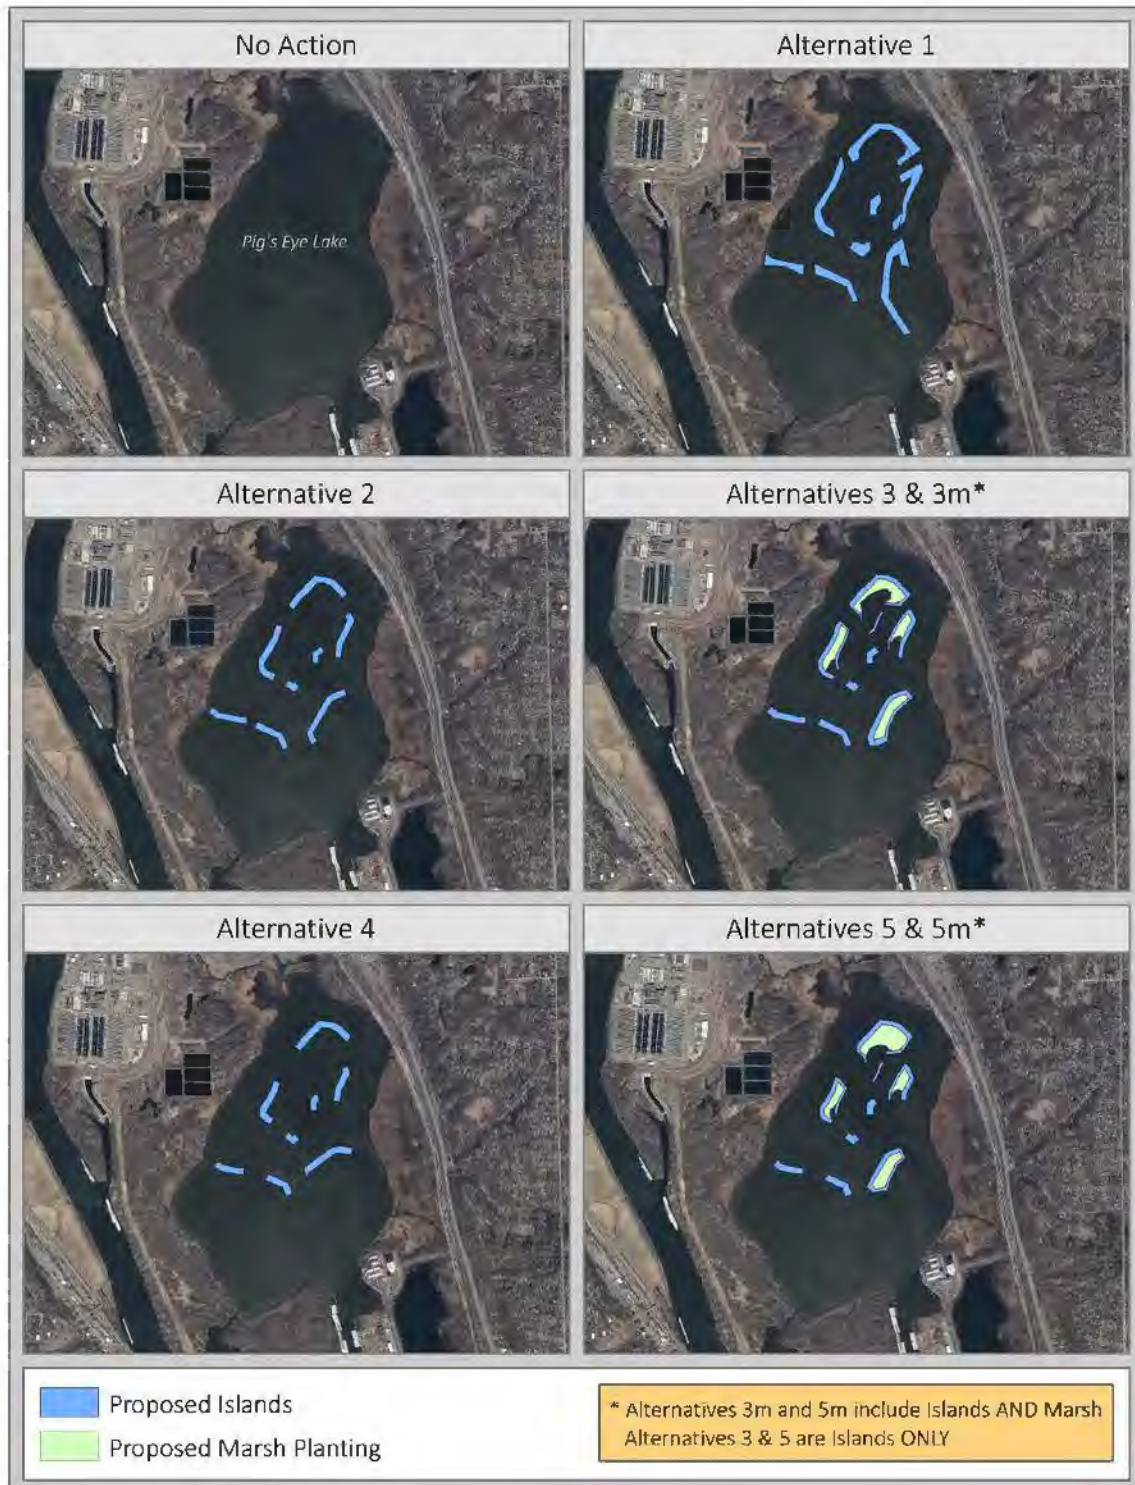 No Action
Alternative 1
Pig's Eye Lake
Alternative 2
Alternatives 3 & 3m*
Alternative 4
Alternatives 5 & 5m*
Proposed Islands
Proposed Marsh Planting
* Alternatives 3m and 5m include Islands AND Marsh
Alternatives 3 & 5 are Islands ONLY